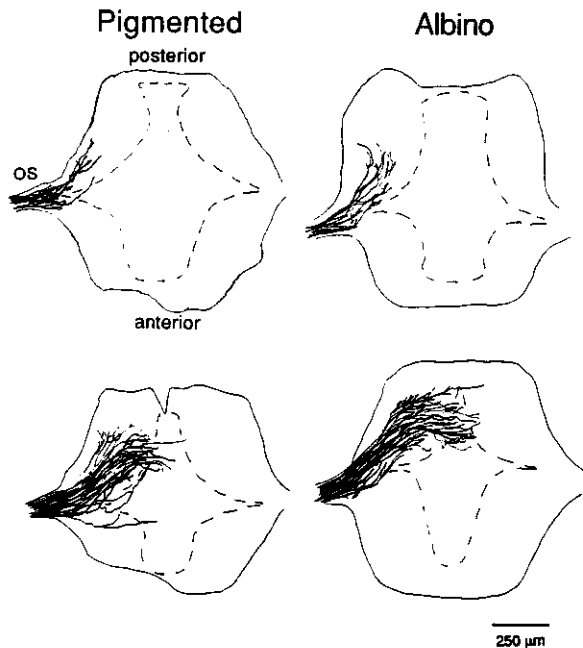 Pigmented
Albino
posterior
os
anterior
250 µm